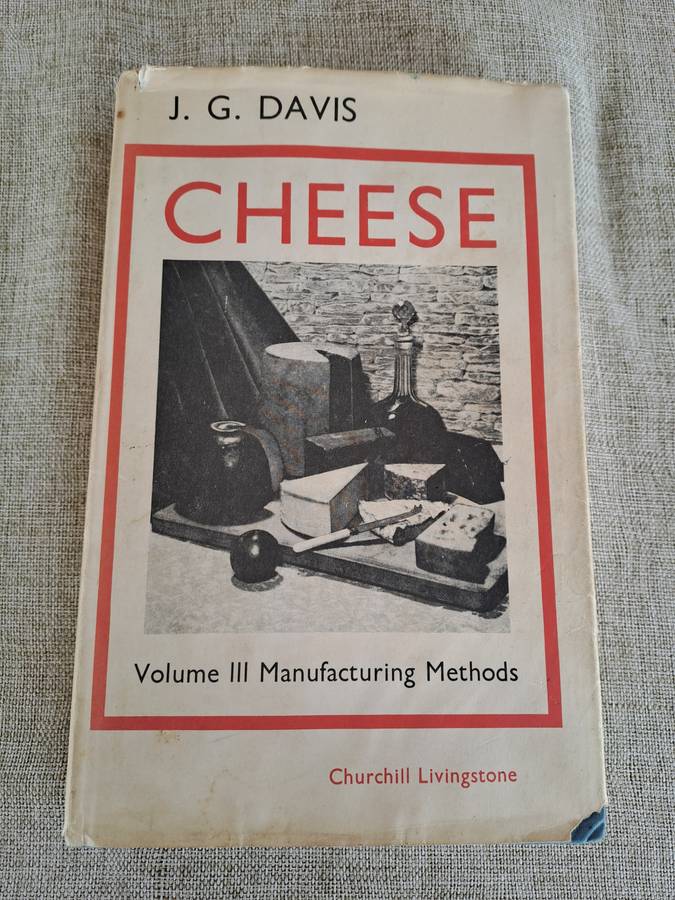 J. G. DAVIS
CHEESE
Volume III Manufacturing Methods
Churchill Livingstone